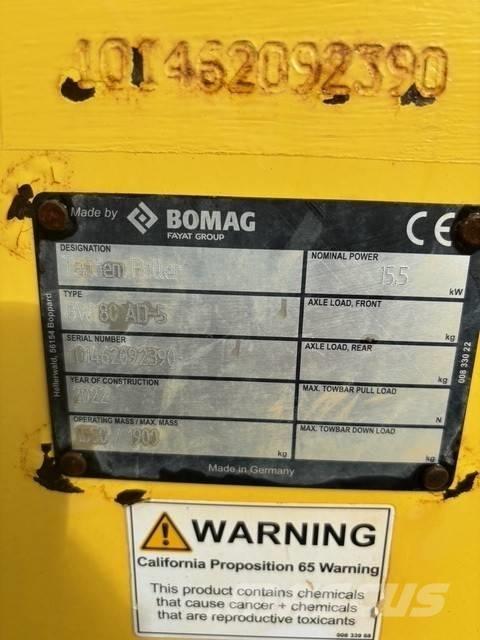 101462092390
Made by BOMAG CE
FAYAT GROUP
DESIGNATION NOMINAL POWER
Tandem Roller 15,5 kW
TYPE AXLE LOAD, FRONT
BW 80 AD-5 kg
SERIAL NUMBER AXLE LOAD, REAR
101462092390 kg
YEAR OF CONSTRUCTION MAX. TOWBAR PULL LOAD
2022 N
OPERATING MASS / MAX. MASS MAX. TOWBAR DOWN LOAD
kg kg
Made in Germany
Hellerwald, 56154 Boppard
008 330 22
WARNING
California Proposition 65 Warning
This product contains chemicals
that cause cancer + chemicals
that are reproductive toxicants